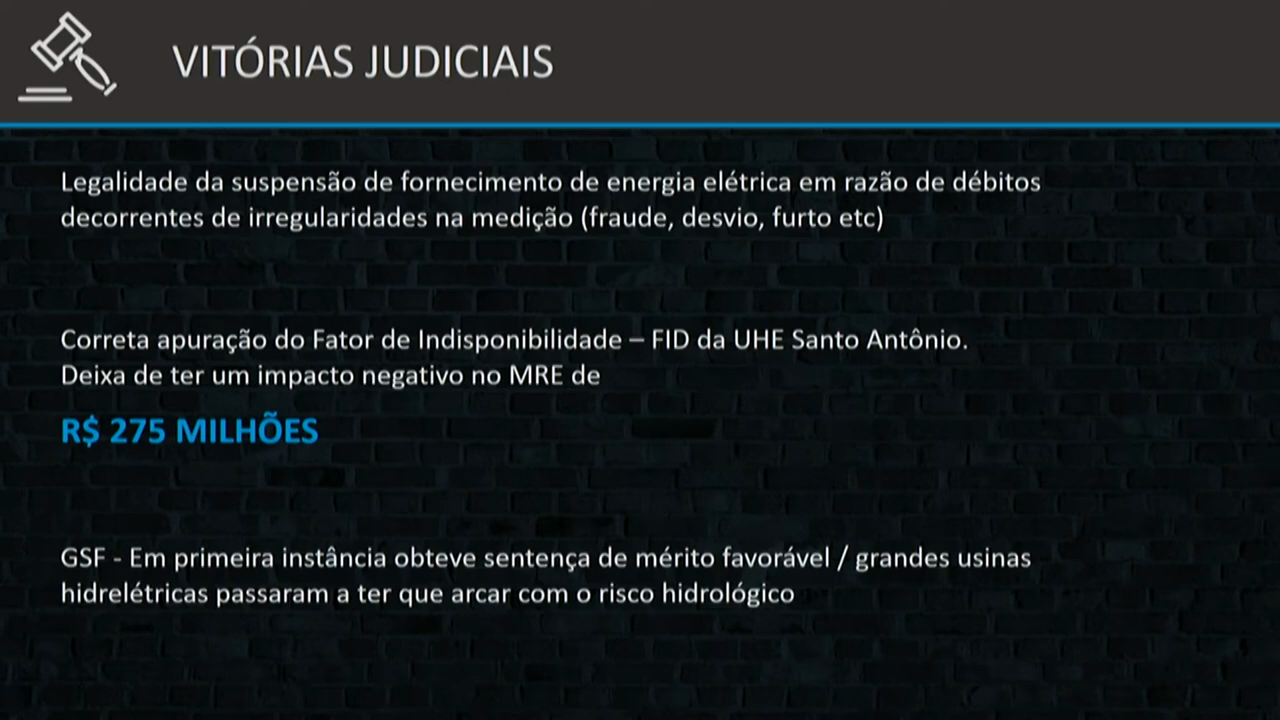 VITÓRIAS JUDICIAIS
Legalidade da suspensão de fornecimento de energia elétrica em razão de débitos
decorrentes de irregularidades na medição (fraude, desvio, furto etc)
Correta apuração do Fator de Indisponibilidade – FID da UHE Santo Antônio.
Deixa de ter um impacto negativo no MRE de
R$ 275 MILHÕES
GSF - Em primeira instância obteve sentença de mérito favorável / grandes usinas
hidrelétricas passaram a ter que arcar com o risco hidrológico